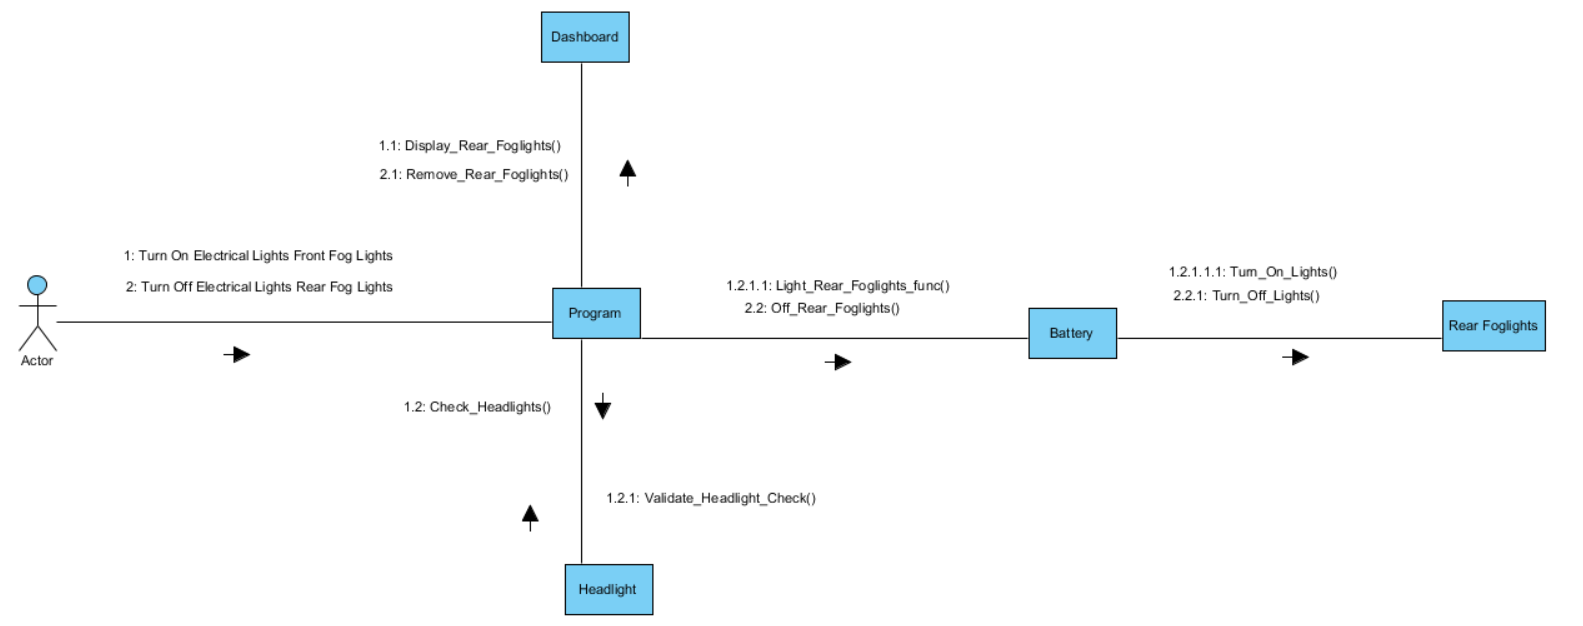 Dashboard
1.1: Display_Rear_Foglights()
2.1: Remove_Rear_Foglights()
1: Turn On Electrical Lights Front Fog Lights
2: Turn Off Electrical Lights Rear Fog Lights
Actor
Program
1.2.1.1: Light_Rear_Foglights_func()
2.2: Off_Rear_Foglights()
Battery
1.2.1.1.1: Turn_On_Lights()
2.2.1: Turn_Off_Lights()
Rear Foglights
1.2: Check_Headlights()
1.2.1: Validate_Headlight_Check()
Headlight